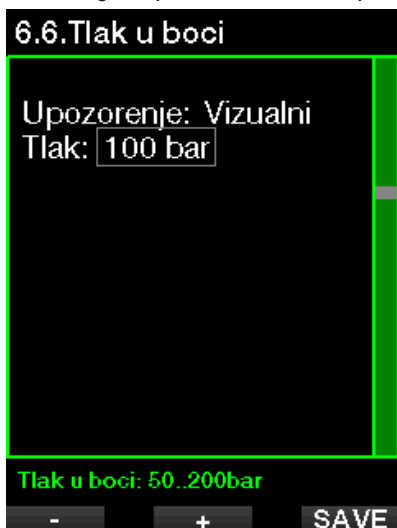 6.6.Tlak u boci
Upozorenje: Vizualni
Tlak: 100 bar
Tlak u boci: 50..200bar
- + SAVE